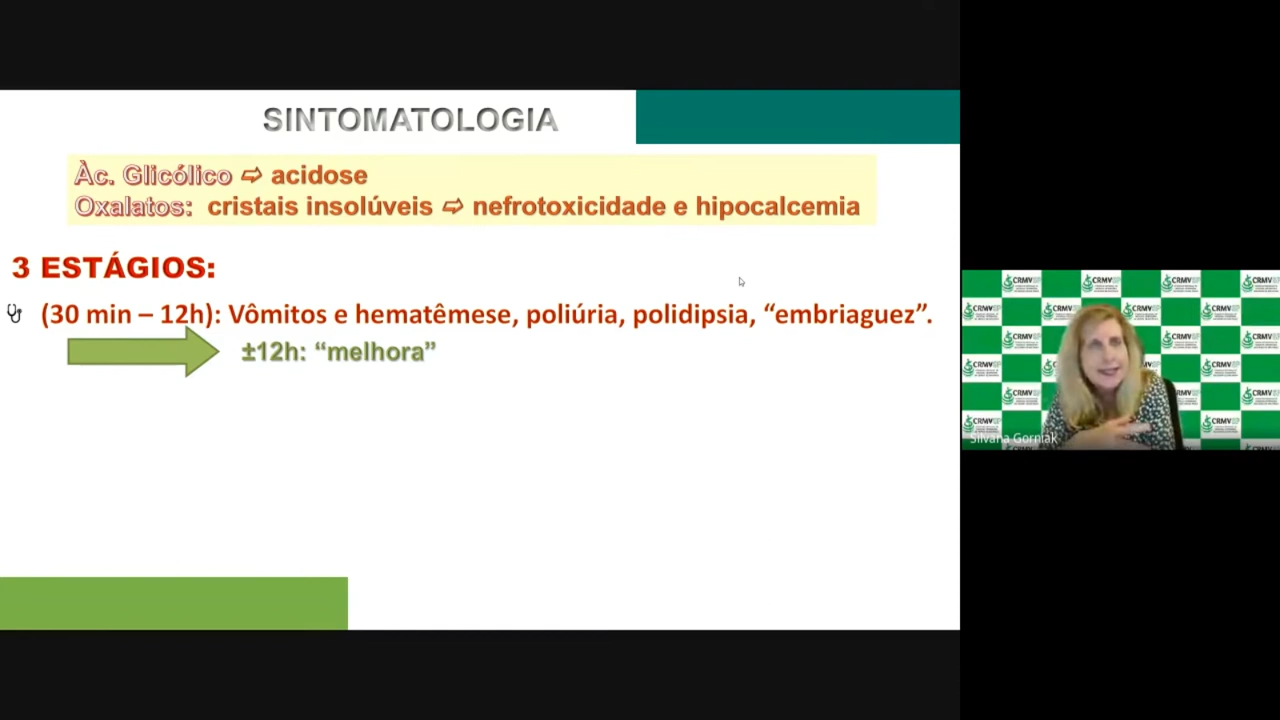 SINTOMATOLOGIA
Àc. Glicólico ⇨ acidose
Oxalatos: cristais insolúveis ⇨ nefrotoxicidade e hipocalcemia
3 ESTÁGIOS:
(30 min – 12h): Vômitos e hematêmese, poliúria, polidipsia, “embriaguez”.
±12h: “melhora”
CRMV
Silvana Gorniak